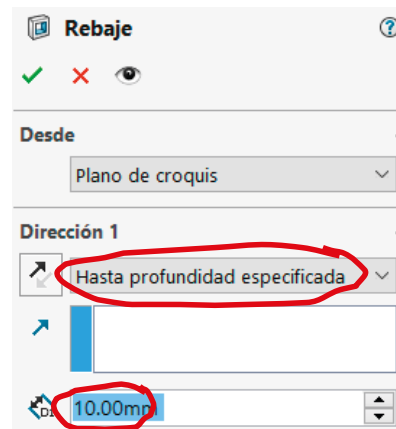 Rebaje
Desde
Plano de croquis
Dirección 1
Hasta profundidad especificada
10.00mm